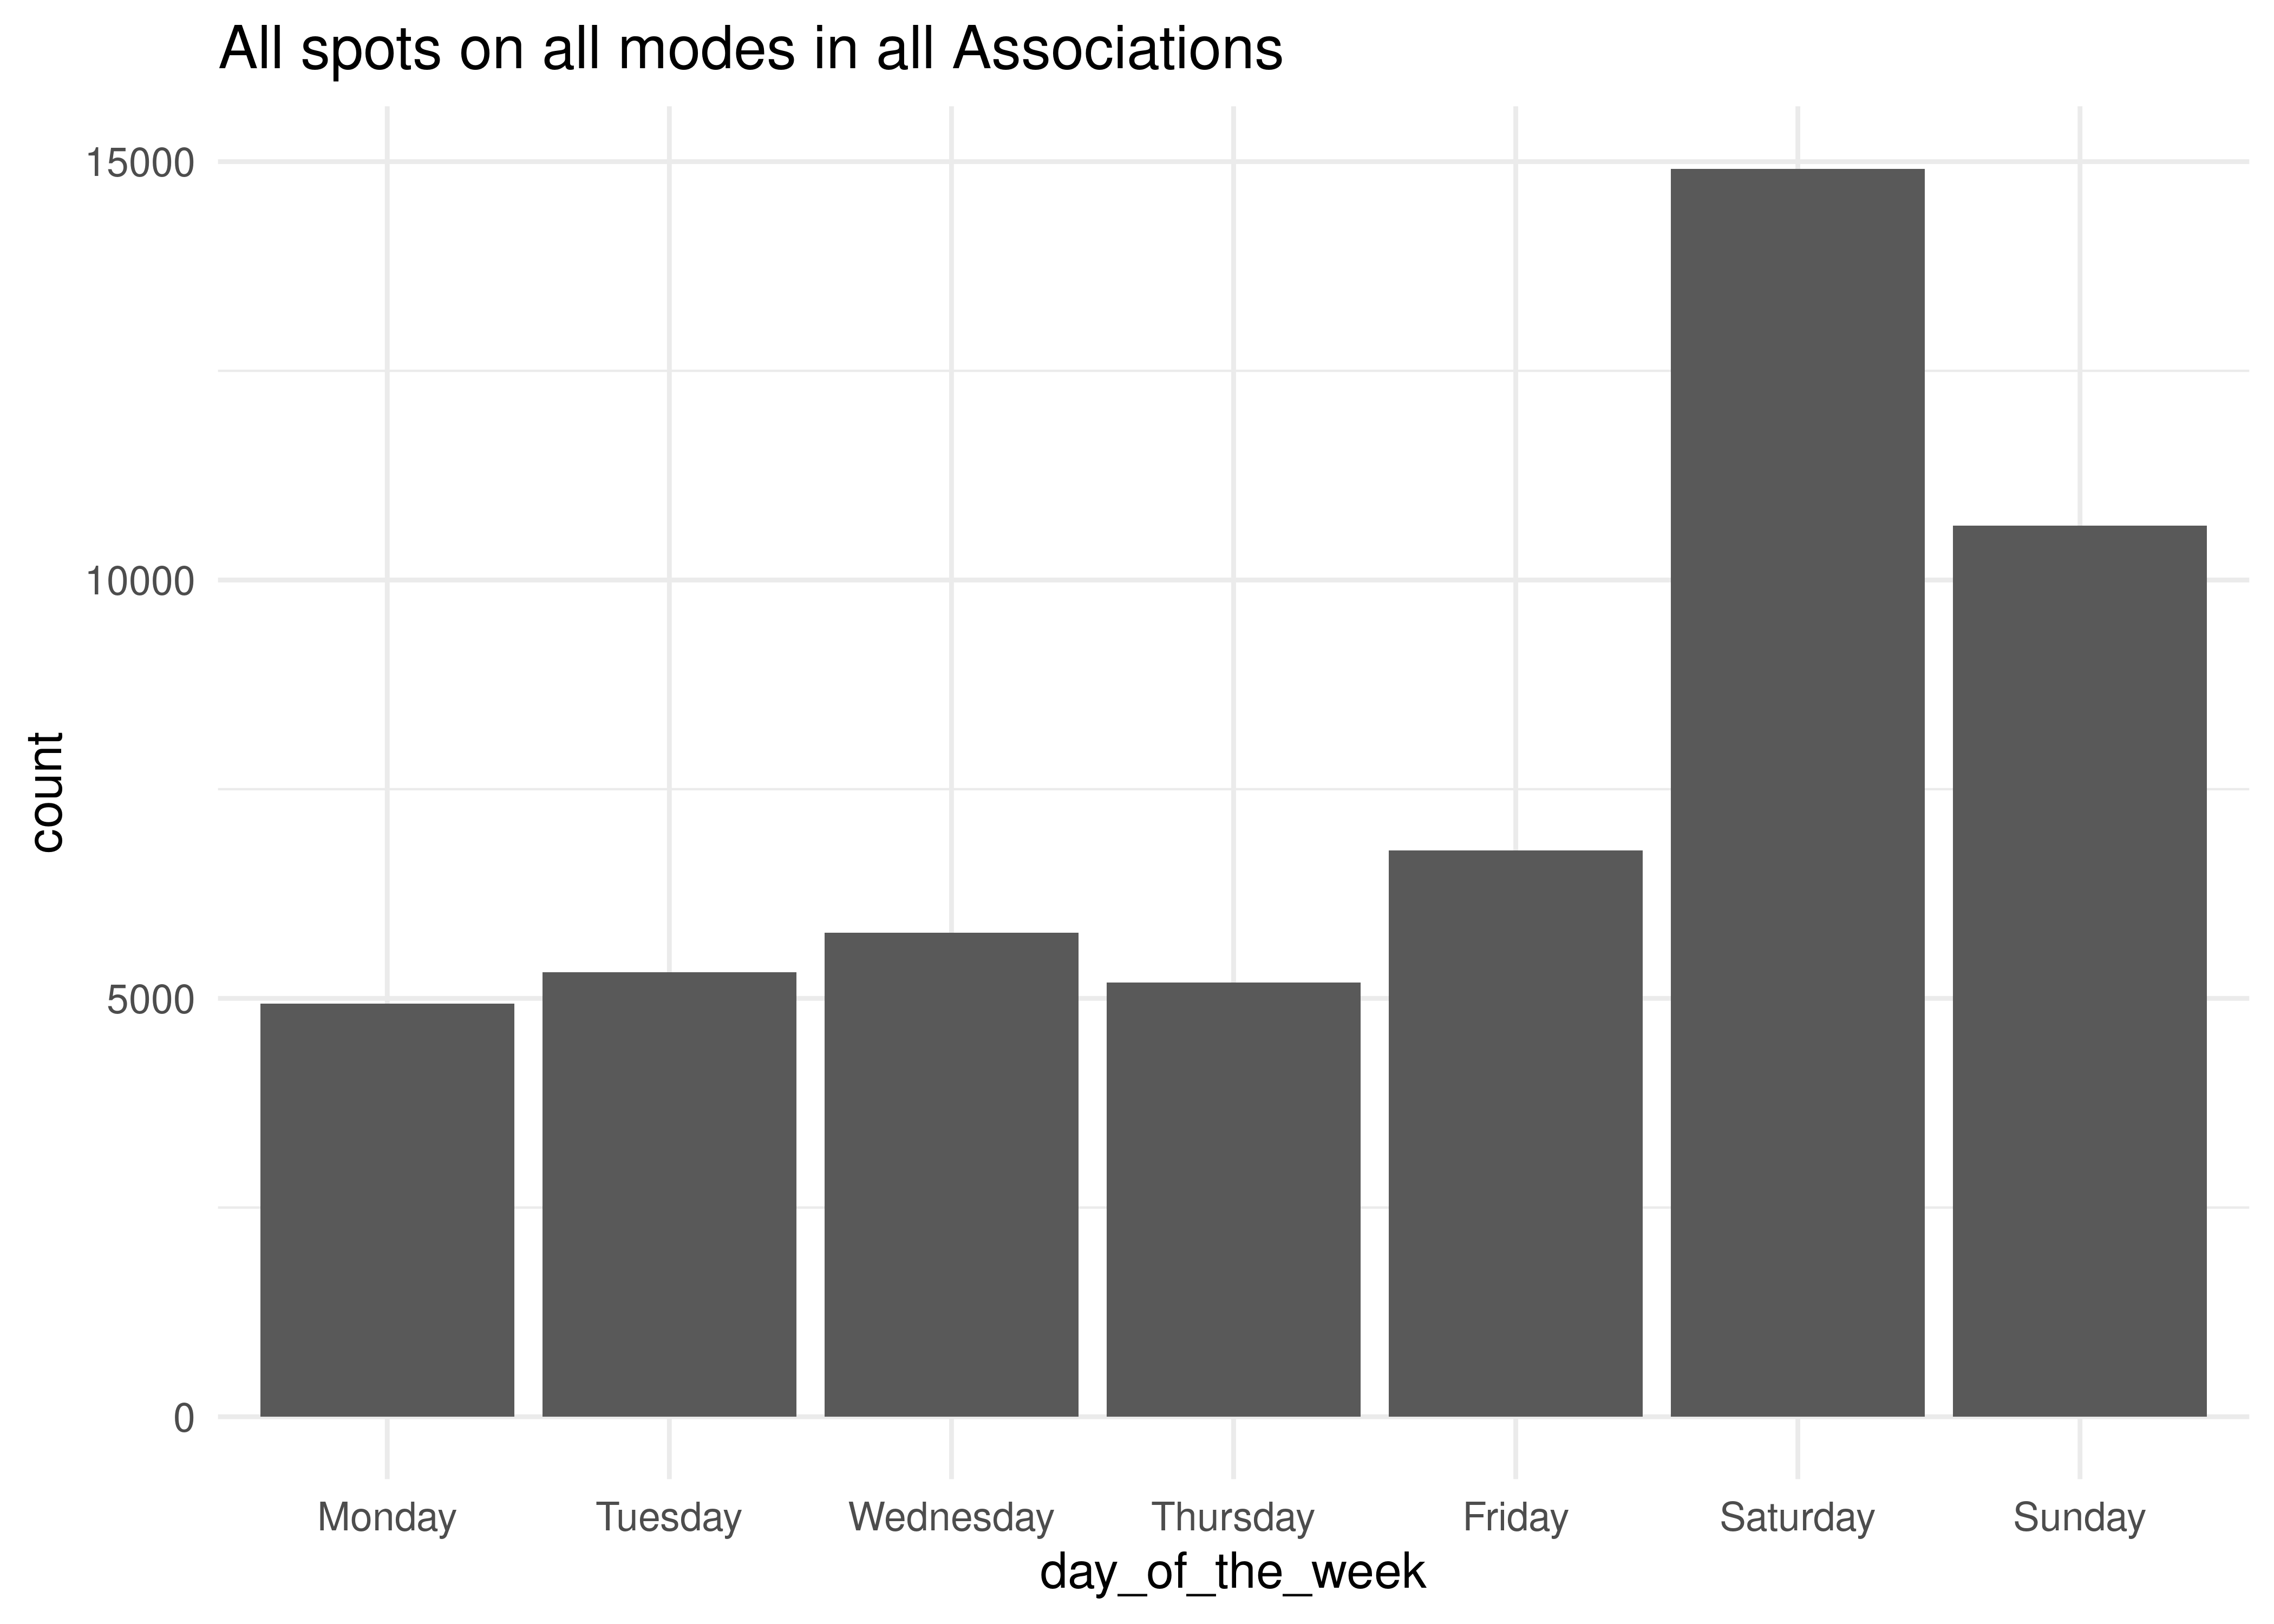 All spots on all modes in all Associations
15000
10000
5000
0
count
Monday Tuesday Wednesday Thursday Friday Saturday Sunday
day_of_the_week